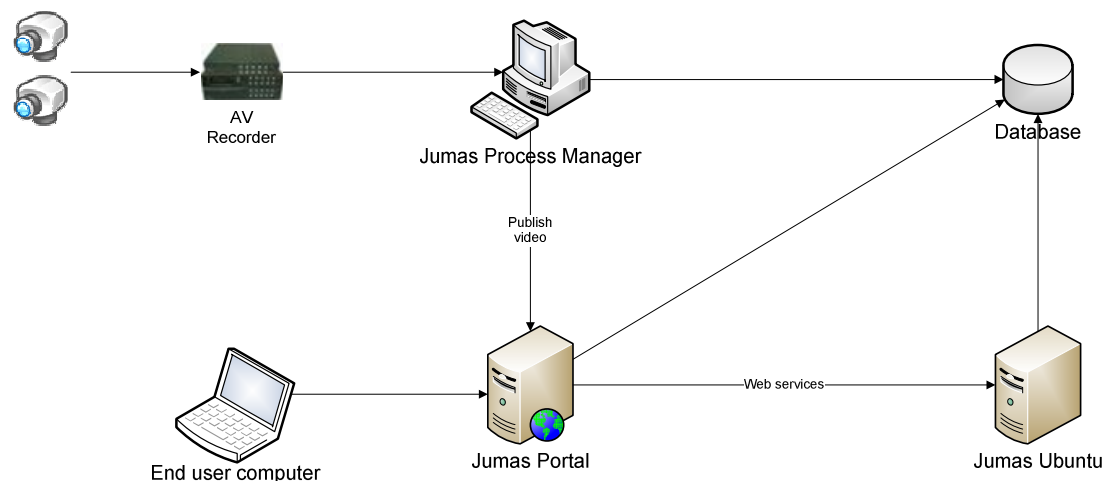 AV
Recorder
Jumas Process Manager
Database
Publish
video
Web services
End user computer
Jumas Portal
Jumas Ubuntu